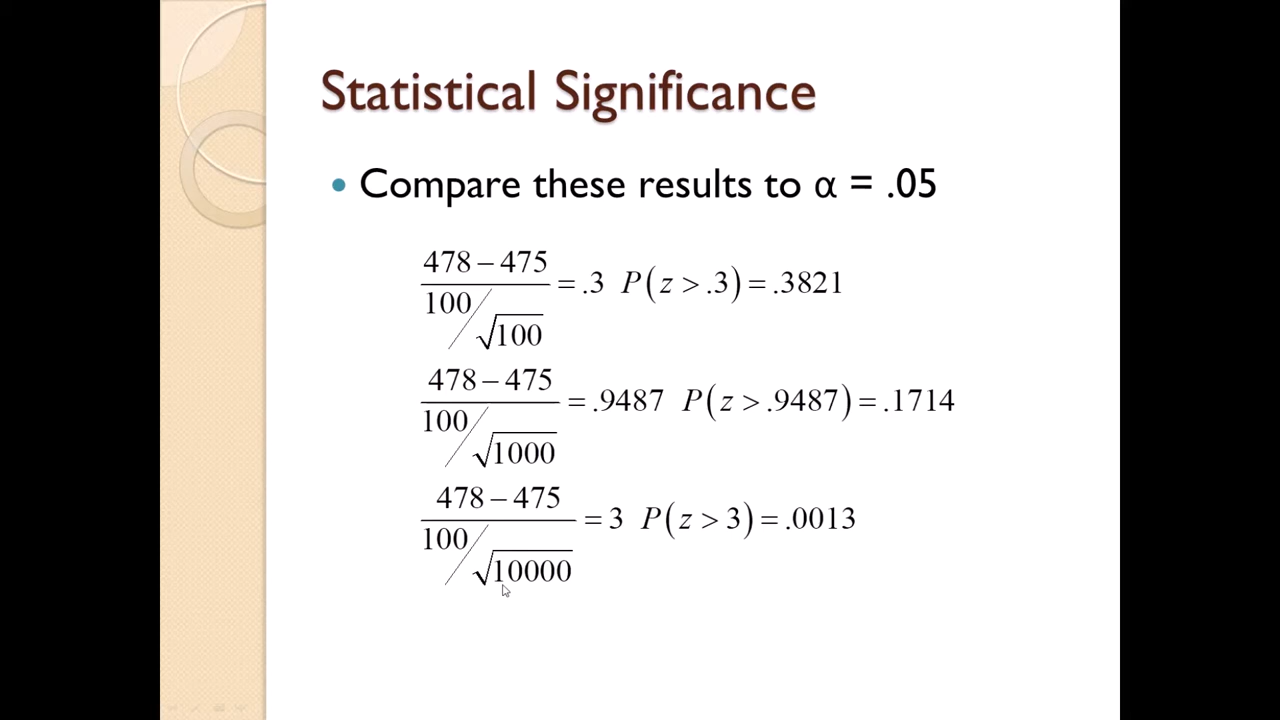 Statistical Significance
• Compare these results to α = .05
478 − 475
100/√100
= .3 P(z > .3) = .3821
478 − 475
100/√1000
= .9487 P(z > .9487) = .1714
478 − 475
100/√10000
= 3 P(z > 3) = .0013